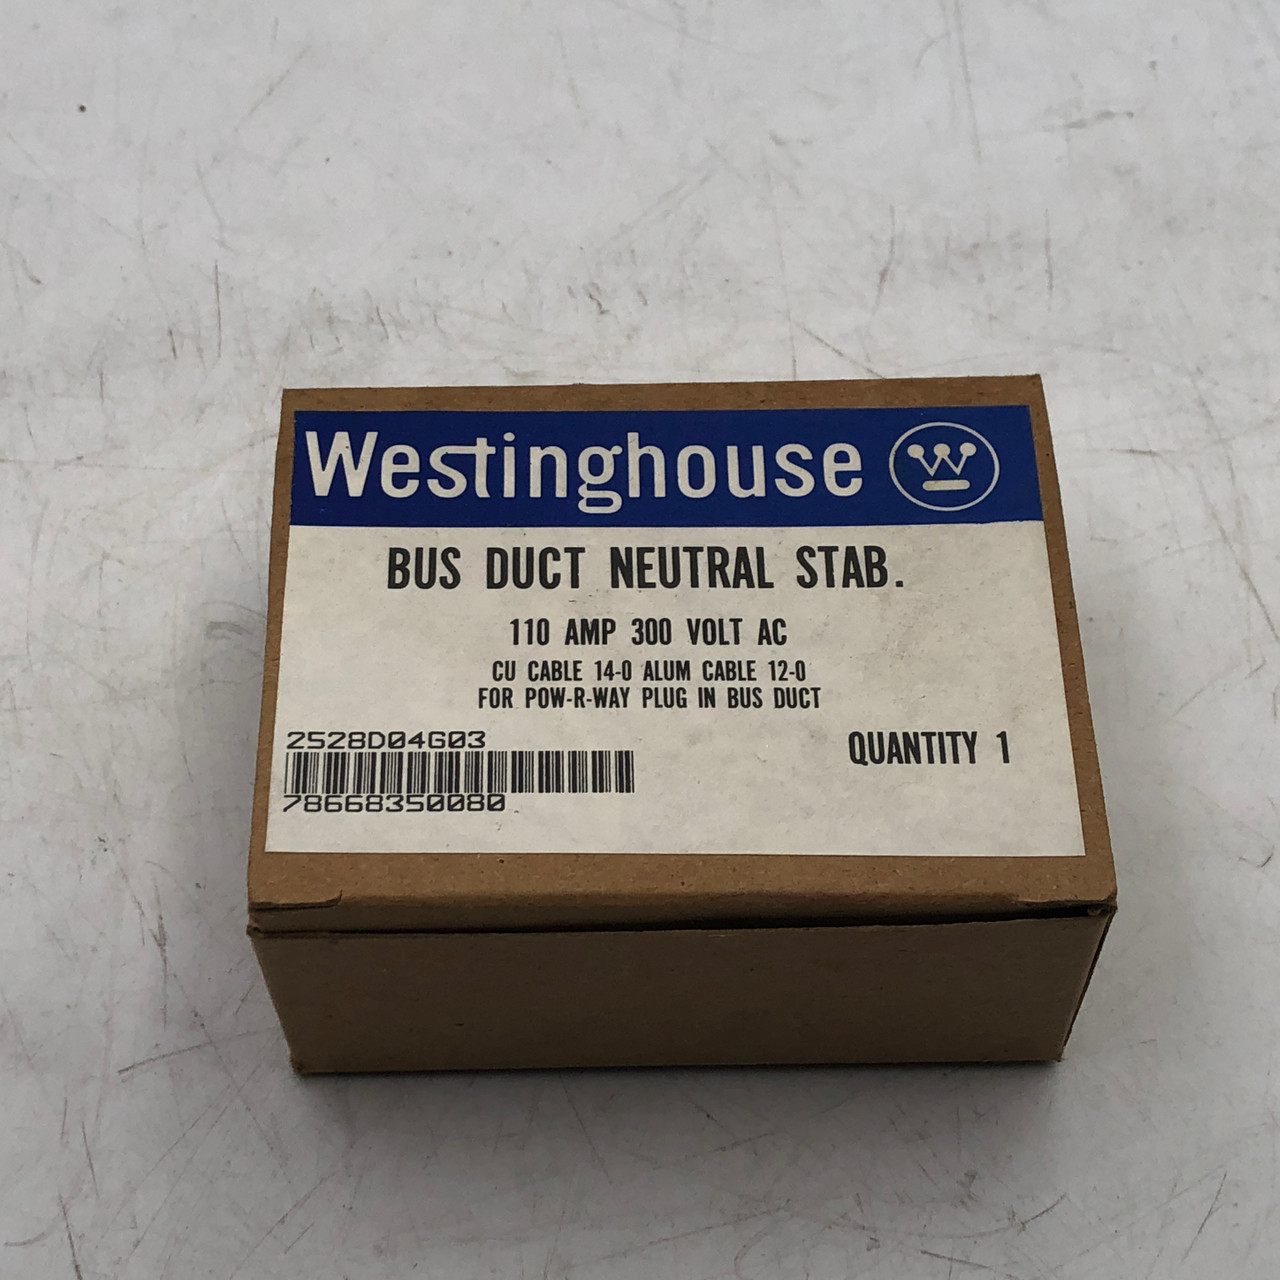 Westinghouse
BUS DUCT NEUTRAL STAB.
110 AMP 300 VOLT AC
CU CABLE 14-0 ALUM CABLE 12-0
FOR POW-R-WAY PLUG IN BUS DUCT
2528D04G03
QUANTITY 1
78668350080